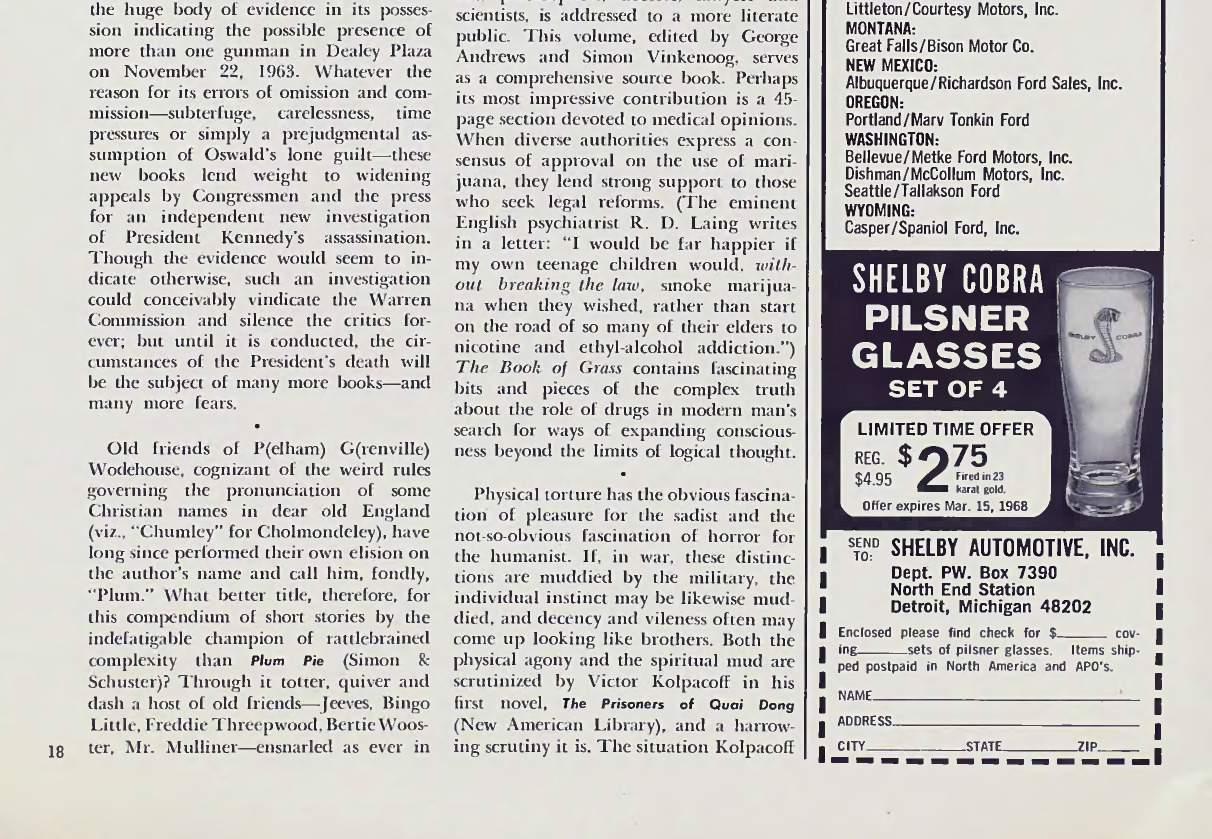 the huge body of evidence in its posses-
sion indicating the possible presence of
more than one gunman in Dealey Plaza
on November 22, 1963. Whatever the
reason for its errors of omission and com-
mission—subterfuge, carelessness, time
pressures or simply a prejudgmental as-
sumption of Oswald's lone guilt—these
new books lend weight to widening
appeals by Congressmen and the press
for an independent new investigation
of President Kennedy's assassination.
Though the evidence would seem to in-
dicate otherwise, such an investigation
could conceivably vindicate the Warren
Commission and silence the critics for-
ever; but until it is conducted, the cir-
cumstances of the President's death will
be the subject of many more books—and
many more fears.
•
Old friends of P(elham) G(renville)
Wodehouse, cognizant of the weird rules
governing the pronunciation of some
Christian names in dear old England
(viz., "Chumley" for Cholmondeley), have
long since performed their own elision on
the author's name and call him, fondly,
"Plum." What better title, therefore, for
this compendium of short stories by the
indefatigable champion of rattlebrained
complexity than Plum Pie (Simon &
Schuster)? Through it totter, quiver and
dash a host of old friends—Jeeves, Bingo
Little, Freddie Threepwood, Bertie Woos-
ter, Mr. Mulliner—ensnarled as ever in
18
scientists, is addressed to a more literate
public. This volume, edited by George
Andrews and Simon Vinkenoog, serves
as a comprehensive source book. Perhaps
its most impressive contribution is a 45-
page section devoted to medical opinions.
When diverse authorities express a con-
sensus of approval on the use of mari-
juana, they lend strong support to those
who seek legal reforms. (The eminent
English psychiatrist R. D. Laing writes
in a letter: "I would be far happier if
my own teenage children would, with-
out breaking the law, smoke marijua-
na when they wished, rather than start
on the road of so many of their elders to
nicotine and ethyl-alcohol addiction.")
The Book of Grass contains fascinating
bits and pieces of the complex truth
about the role of drugs in modern man's
search for ways of expanding conscious-
ness beyond the limits of logical thought.
•
Physical torture has the obvious fascina-
tion of pleasure for the sadist and the
not-so-obvious fascination of horror for
the humanist. If, in war, these distinc-
tions are muddied by the military, the
individual instinct may be likewise mud-
died, and decency and vileness often may
come up looking like brothers. Both the
physical agony and the spiritual mud are
scrutinized by Victor Kolpacoff in his
first novel, The Prisoners of Quai Dong
(New American Library), and a harrow-
ing scrutiny it is. The situation Kolpacoff
Littleton/Courtesy Motors, Inc.
MONTANA:
Great Falls/Bison Motor Co.
NEW MEXICO:
Albuquerque/Richardson Ford Sales, Inc.
OREGON:
Portland/Marv Tonkin Ford
WASHINGTON:
Bellevue/Metke Ford Motors, Inc.
Dishman/McCollum Motors, Inc.
Seattle/Tallakson Ford
WYOMING:
Casper/Spaniol Ford, Inc.
SHELBY COBRA
PILSNER
GLASSES
SET OF 4
SHELBY COBRA
LIMITED TIME OFFER
REG. $4.95
$2.75
Fired in 23
karat gold.
Offer expires Mar. 15, 1968
SEND TO: SHELBY AUTOMOTIVE, INC.
Dept. PW. Box 7390
North End Station
Detroit, Michigan 48202
Enclosed please find check for $______ cov-
ing______sets of pilsner glasses. Items ship-
ped postpaid in North America and APO's.
NAME______
ADDRESS______
CITY______STATE______ZIP______